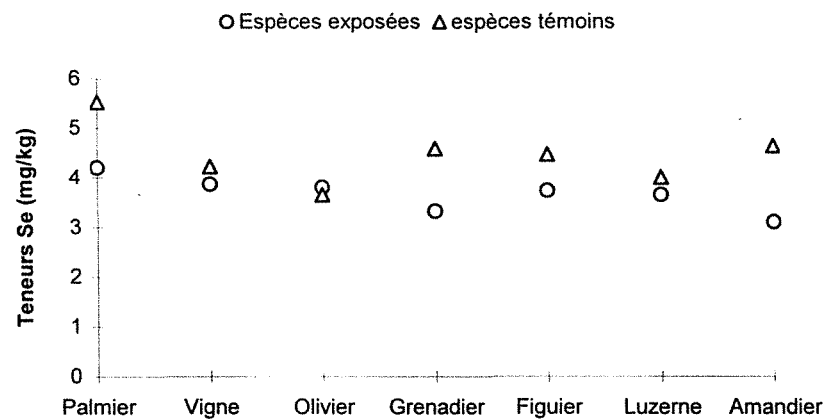 Espèces exposées espèces témoins
Teneurs Se (mg/kg)
6
5
4
3
2
1
0
Palmier Vigne Olivier Grenadier Figuier Luzerne Amandier